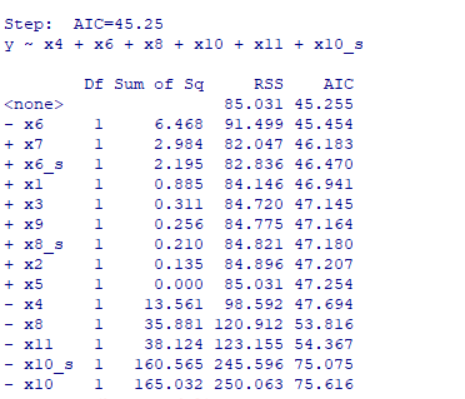 Step:  AIC=45.25
y ~ x4 + x6 + x8 + x10 + x11 + x10_s
Df Sum of Sq RSS AIC
<none> 85.031 45.255
- x6 1 6.468 91.499 45.454
+ x7 1 2.984 82.047 46.183
+ x6_s 1 2.195 82.836 46.470
+ x1 1 0.885 84.146 46.941
+ x3 1 0.311 84.720 47.145
+ x9 1 0.256 84.775 47.164
+ x8_s 1 0.210 84.821 47.180
+ x2 1 0.135 84.896 47.207
+ x5 1 0.000 85.031 47.254
- x4 1 13.561 98.592 47.694
- x8 1 35.881 120.912 53.816
- x11 1 38.124 123.155 54.367
- x10_s 1 160.565 245.596 75.075
- x10 1 165.032 250.063 75.616